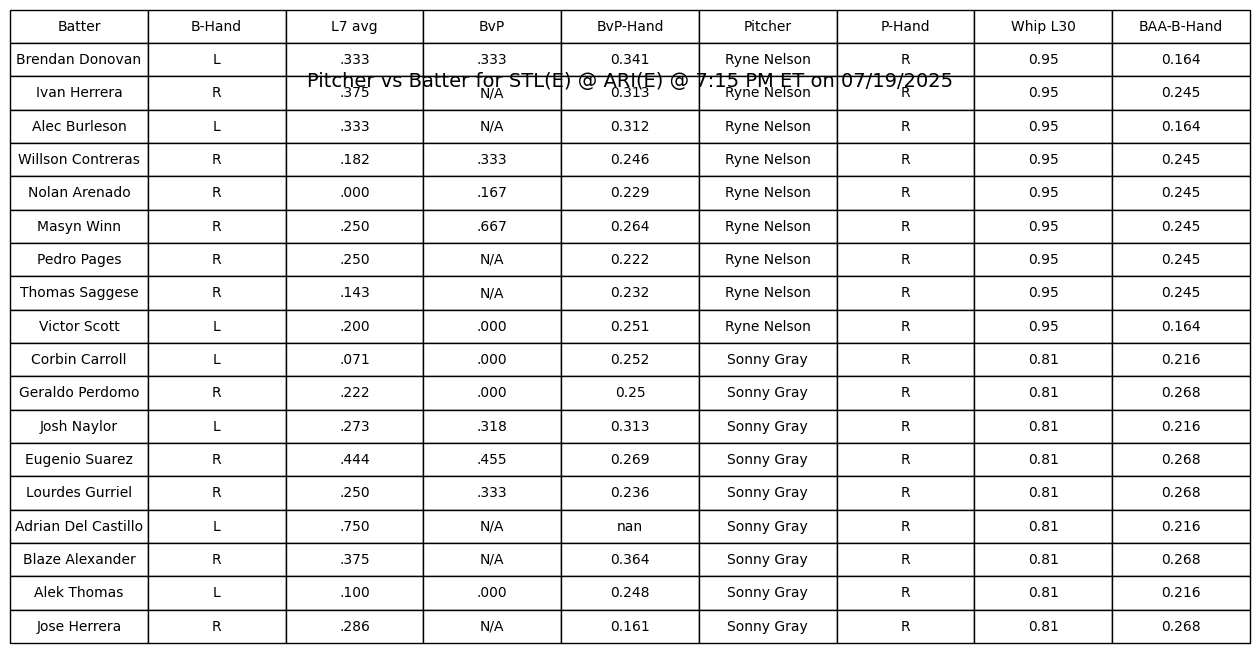 Batter B-Hand L7 avg BvP BvP-Hand Pitcher P-Hand Whip L30 BAA-B-Hand
Brendan Donovan L .333 .333 0.341 Ryne Nelson R 0.95 0.164
Pitcher vs Batter for STL(E) @ ARI(E) @ 7:15 PM ET on 07/19/2025
Ivan Herrera R .375 N/A 0.313 Ryne Nelson R 0.95 0.245
Alec Burleson L .333 N/A 0.312 Ryne Nelson R 0.95 0.164
Willson Contreras R .182 .333 0.246 Ryne Nelson R 0.95 0.245
Nolan Arenado R .000 .167 0.229 Ryne Nelson R 0.95 0.245
Masyn Winn R .250 .667 0.264 Ryne Nelson R 0.95 0.245
Pedro Pages R .250 N/A 0.222 Ryne Nelson R 0.95 0.245
Thomas Saggese R .143 N/A 0.232 Ryne Nelson R 0.95 0.245
Victor Scott L .200 .000 0.251 Ryne Nelson R 0.95 0.164
Corbin Carroll L .071 .000 0.252 Sonny Gray R 0.81 0.216
Geraldo Perdomo R .222 .000 0.25 Sonny Gray R 0.81 0.268
Josh Naylor L .273 .318 0.313 Sonny Gray R 0.81 0.216
Eugenio Suarez R .444 .455 0.269 Sonny Gray R 0.81 0.268
Lourdes Gurriel R .250 .333 0.236 Sonny Gray R 0.81 0.268
Adrian Del Castillo L .750 N/A nan Sonny Gray R 0.81 0.216
Blaze Alexander R .375 N/A 0.364 Sonny Gray R 0.81 0.268
Alek Thomas L .100 .000 0.248 Sonny Gray R 0.81 0.216
Jose Herrera R .286 N/A 0.161 Sonny Gray R 0.81 0.268